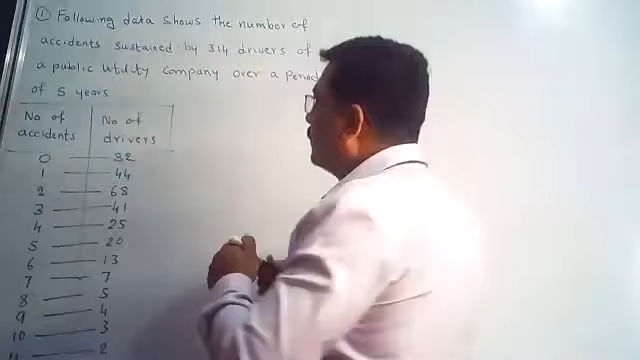 ① Following data shows the number of
accidents sustained by 314 drivers of
a public utility company over a period
of 5 years
No of accidents | No of drivers
0 — 82
1 — 44
2 — 68
3 — 41
4 — 25
5 — 20
6 — 13
7 — 7
8 — 5
9 — 4
10 — 3
11 — 2